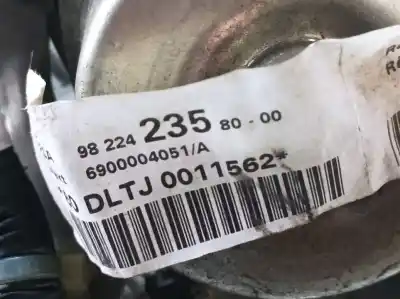 98 224 235 80 - 00
6900004051/A
DLTJ 0011562*